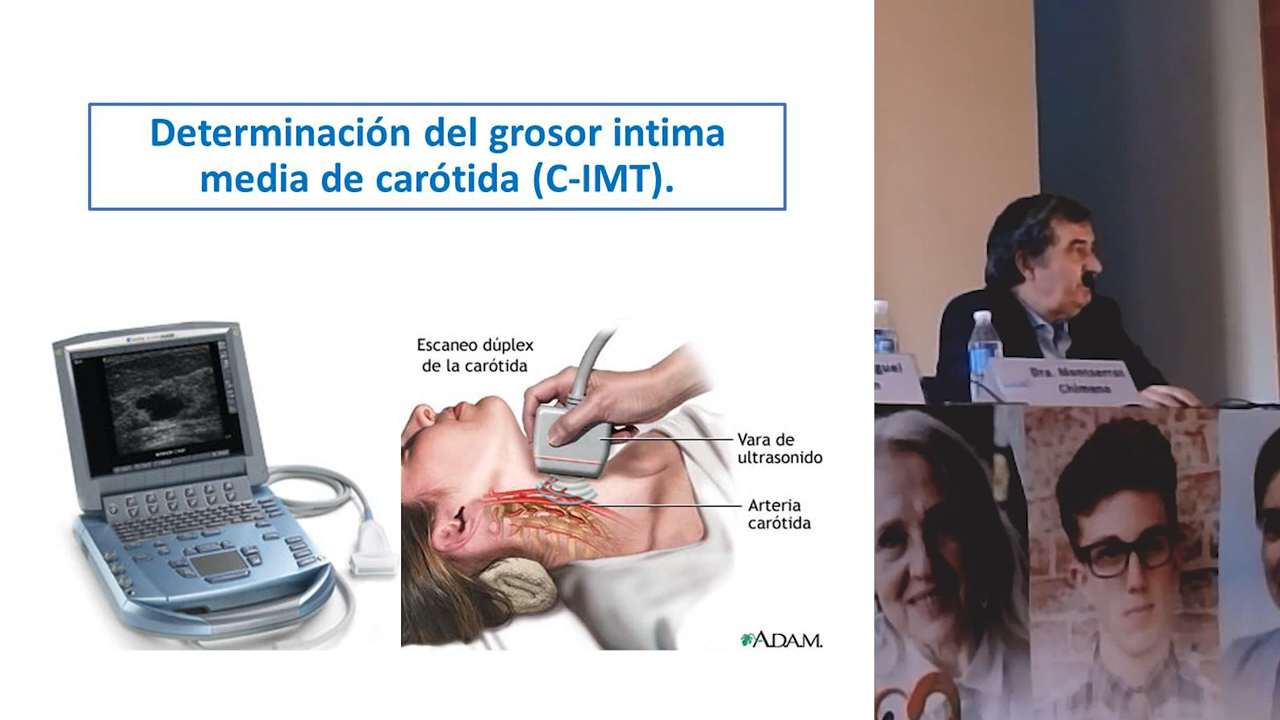 Determinación del grosor intima
media de carótida (C-IMT).
Escaneo dúplex
de la carótida
Vara de
ultrasonido
Arteria
carótida
ADAM.
Dra. Montserrat
Chimeno